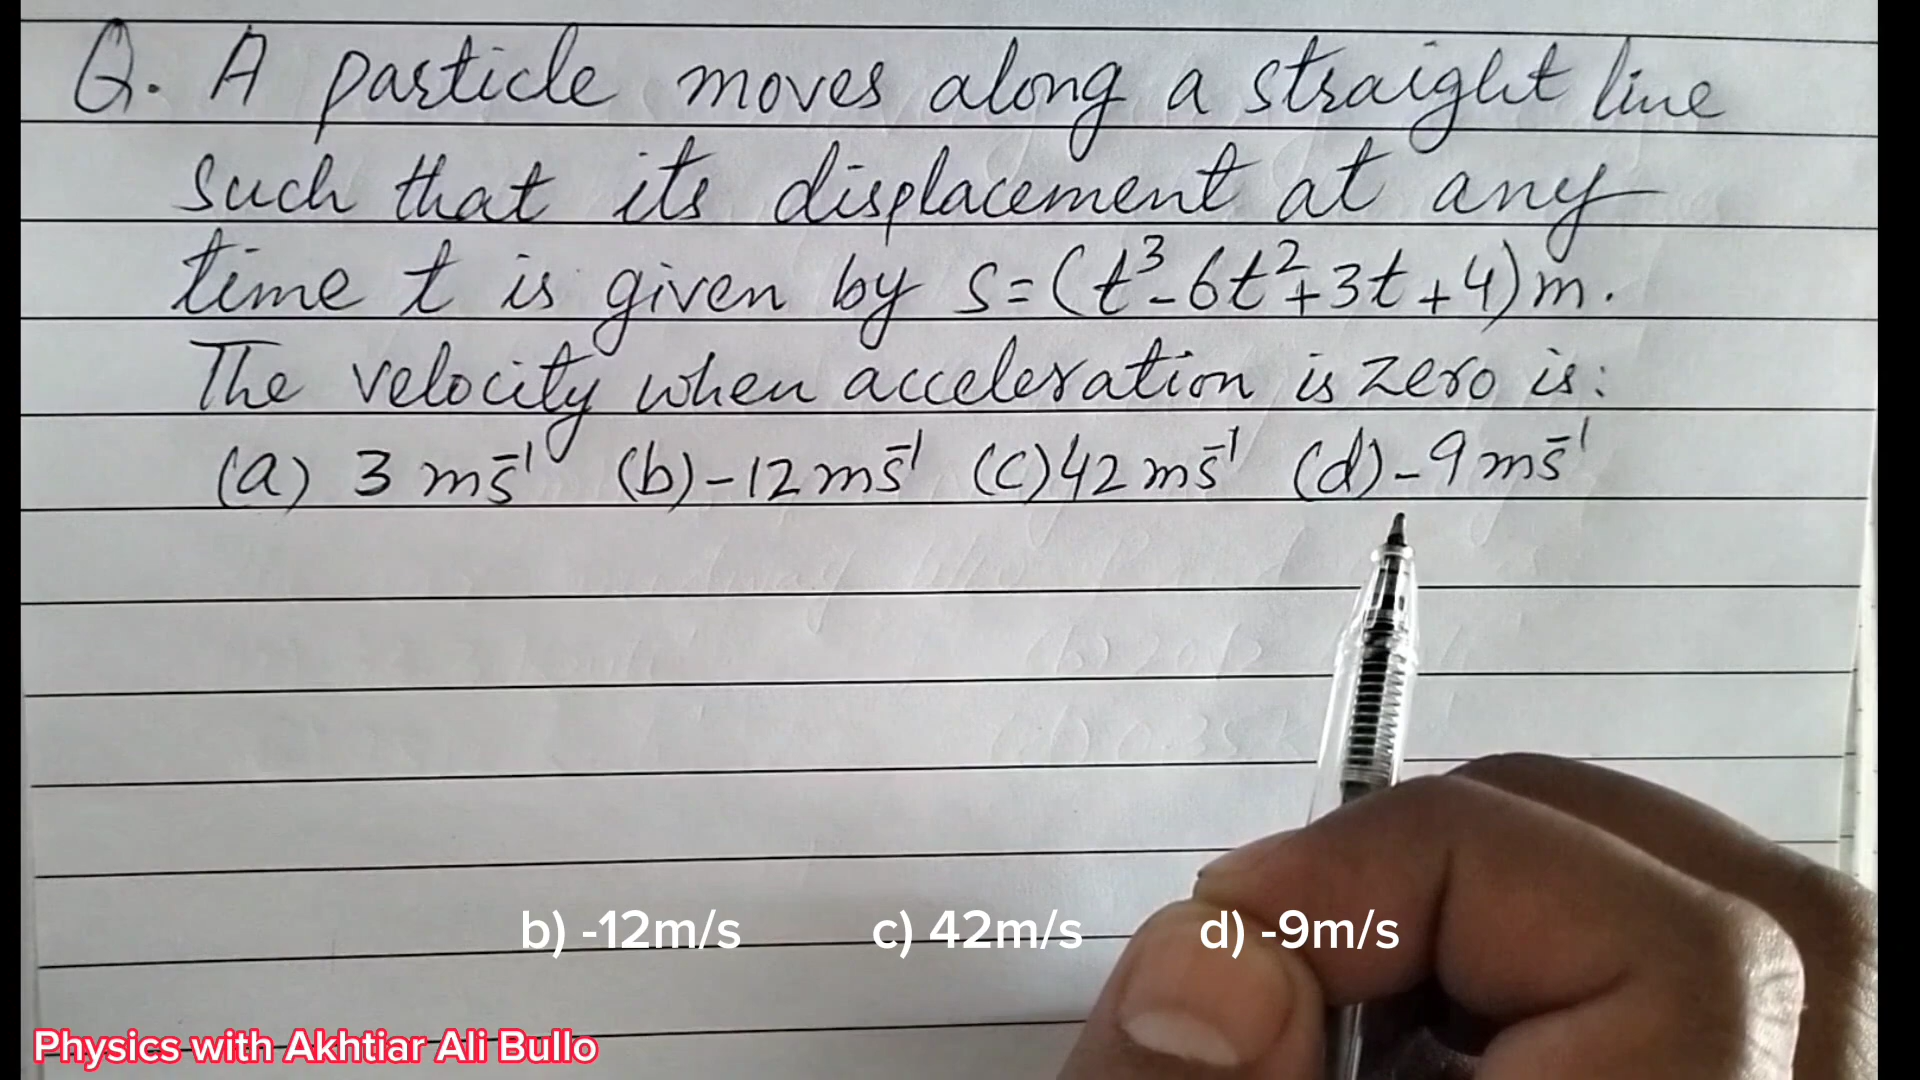 Q. A particle moves along a straight line
such that its displacement at any
time t is given by s=(t³-6t²+3t+4)m.
The velocity when acceleration is zero is:
(a) 3 ms⁻¹ (b) -12 ms⁻¹ (c) 42 ms⁻¹ (d) -9 ms⁻¹
b) -12m/s c) 42m/s d) -9m/s
Physics with Akhtiar Ali Bullo